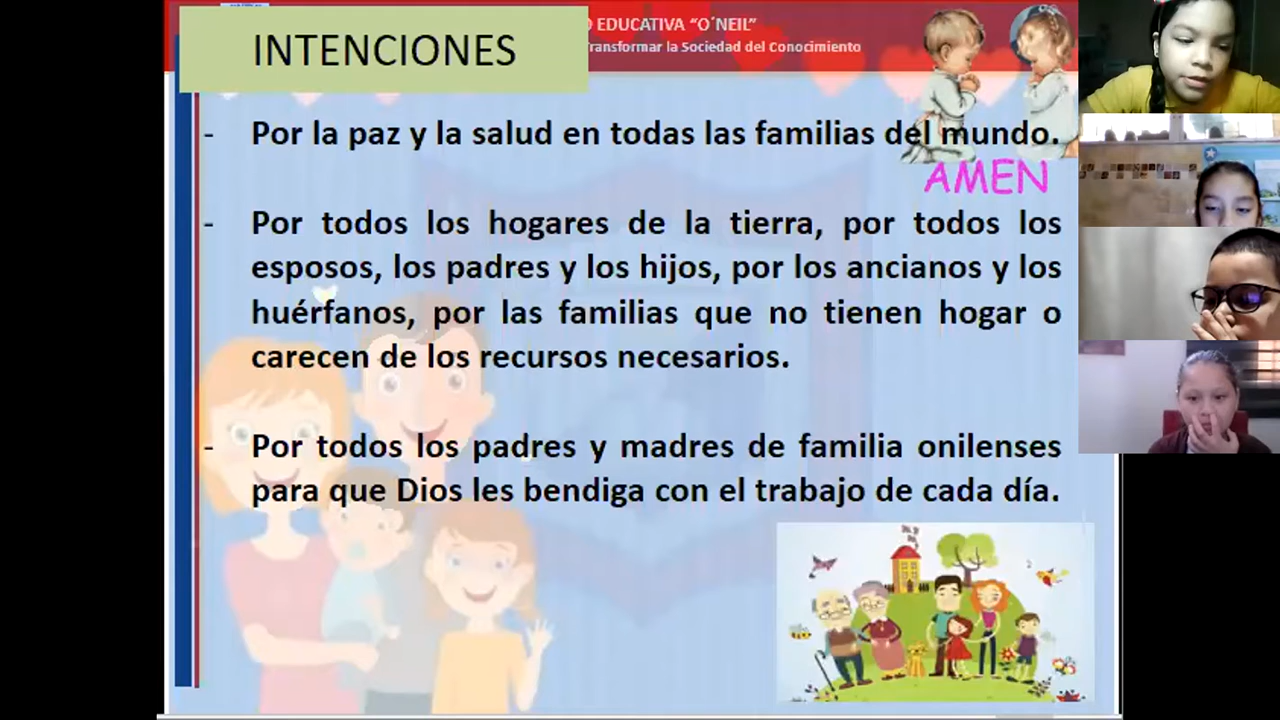 EDUCATIVA “O´NEIL”
Transformar la Sociedad del Conocimiento
INTENCIONES
- Por la paz y la salud en todas las familias del mundo.
AMEN
- Por todos los hogares de la tierra, por todos los
esposos, los padres y los hijos, por los ancianos y los
huérfanos, por las familias que no tienen hogar o
carecen de los recursos necesarios.
- Por todos los padres y madres de familia onilenses
para que Dios les bendiga con el trabajo de cada día.